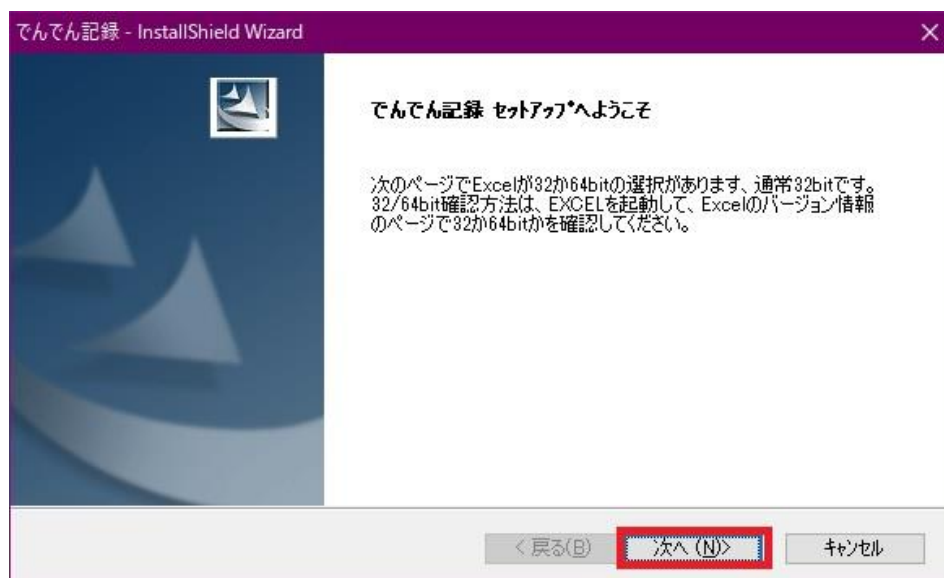 でんでん記録 - InstallShield Wizard
でんでん記録 セットアップへようこそ
次のページでExcelが32か64bitの選択があります、通常32bitです。
32/64bit確認方法は、EXCELを起動して、Excelのバージョン情報
のページで32か64bitかを確認してください。
< 戻る(B)
次へ (N)>
キャンセル